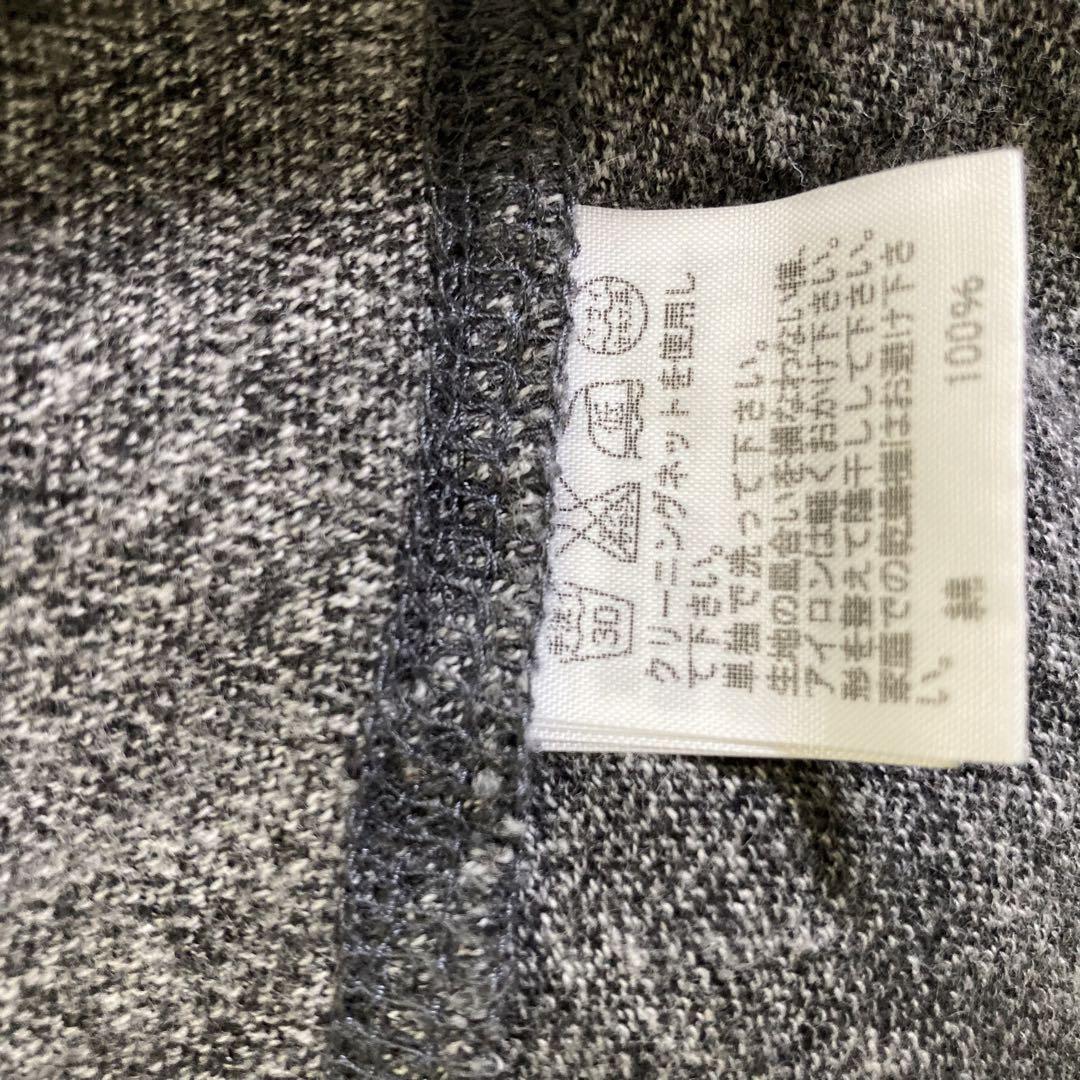 30 中
クリーニングネットを使用し
て下さい。
単独で洗って下さい。
生地の風合いを損なわない様、
アイロンは軽くおかけ下さい。
形を整えて陰干しして下さい。
家庭での乾燥機はお避け下さ
い。
綿 100%